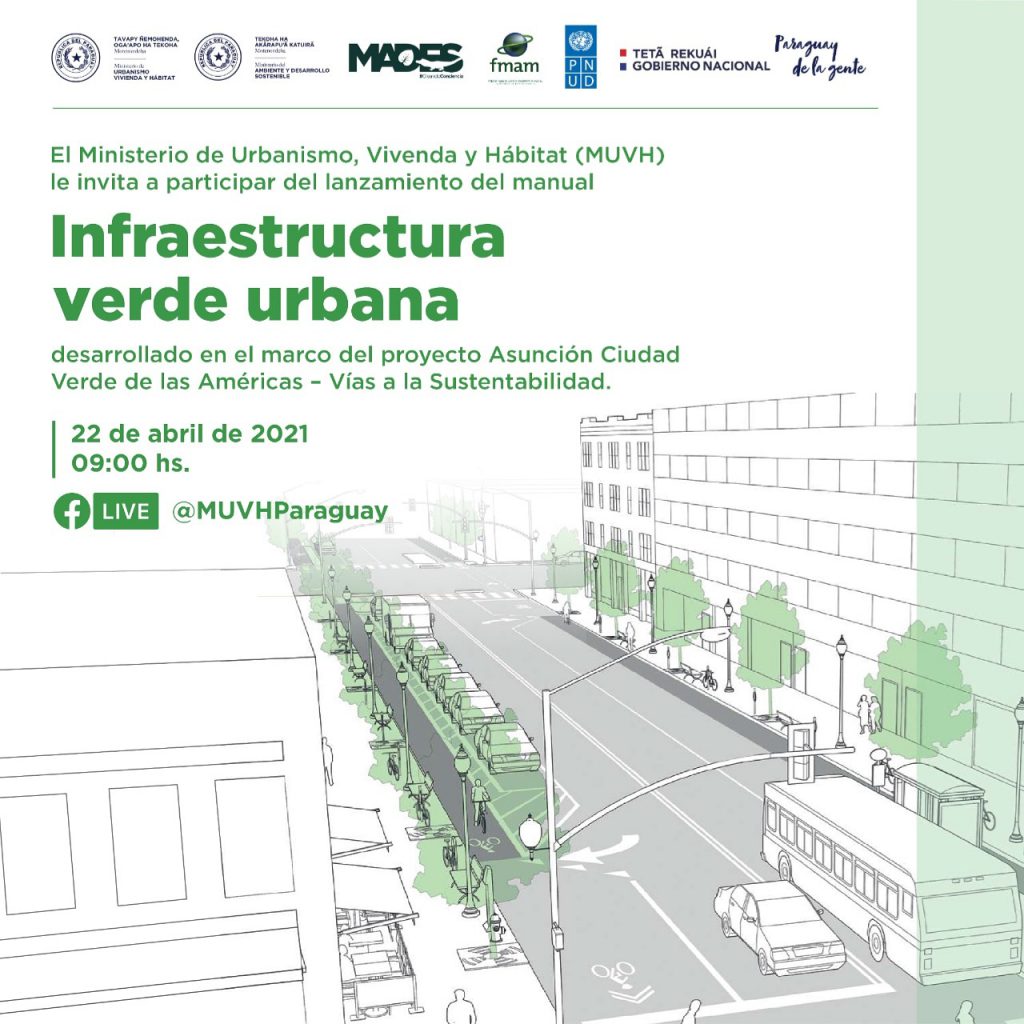 TAVAPY ÑEMOHENDA,
OGA'APO HA TEKOHA
Motenondeha
Ministerio de
URBANISMO
VIVIENDA Y HÁBITAT
TEKOHA HA
AKÃRAPU'Ã KATUIRÃ
Motenondeha
Ministerio del
AMBIENTE Y DESARROLLO
SOSTENIBLE
MADES
fmam
P N
U D
TETÃ REKUÁI
GOBIERNO NACIONAL
Paraguay
de la gente
El Ministerio de Urbanismo, Vivenda y Hábitat (MUVH)
le invita a participar del lanzamiento del manual
Infraestructura
verde urbana
desarrollado en el marco del proyecto Asunción Ciudad
Verde de las Américas – Vías a la Sustentabilidad.
22 de abril de 2021
09:00 hs.
LIVE @MUVHParaguay